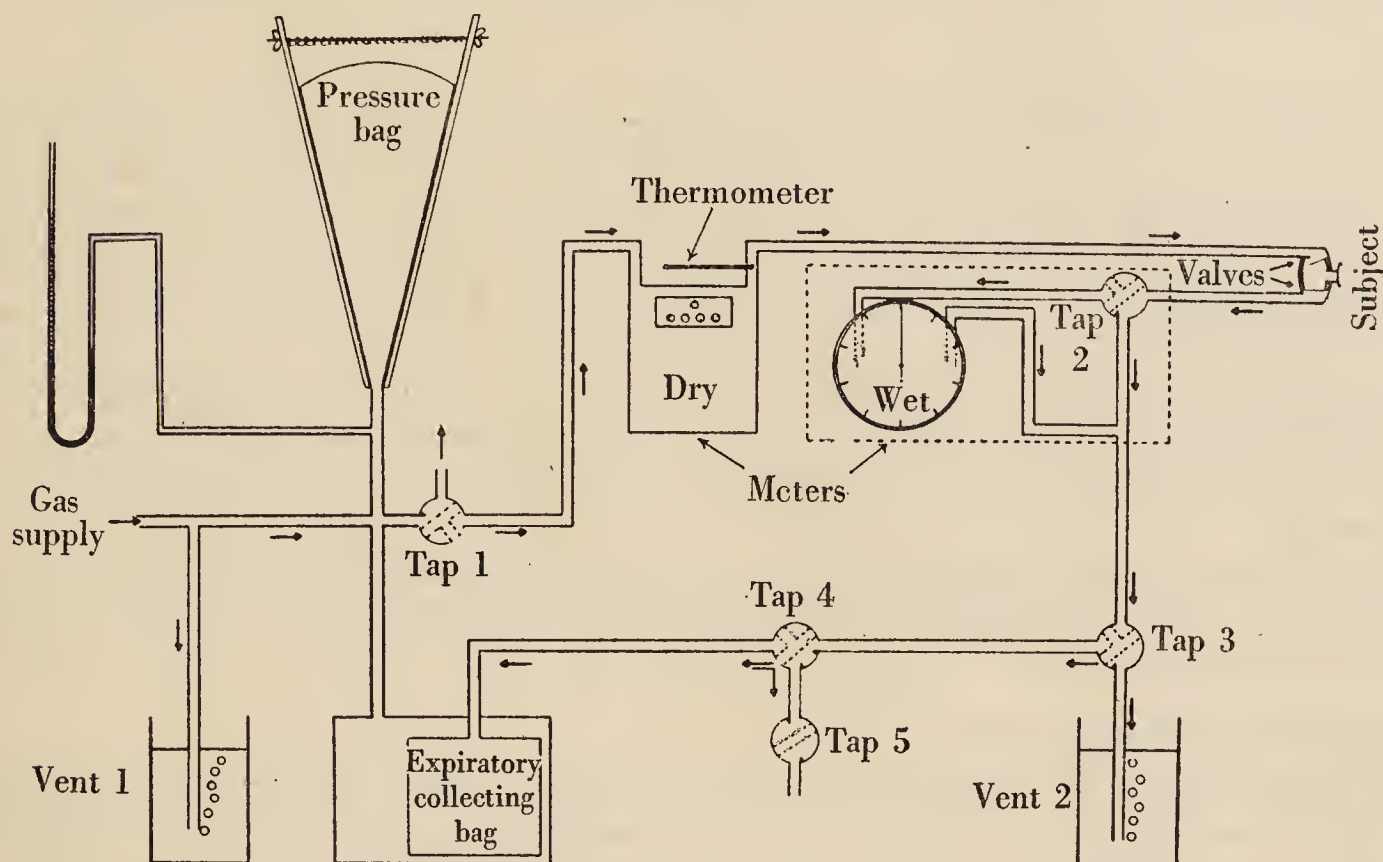 Pressure
bag
Thermometer
Valves
Subject
Tap
2
Dry
Wet
Meters
Gas
supply
Tap 1
Tap 4
Tap 3
Tap 5
Vent 1
Expiratory
collecting
bag
Vent 2